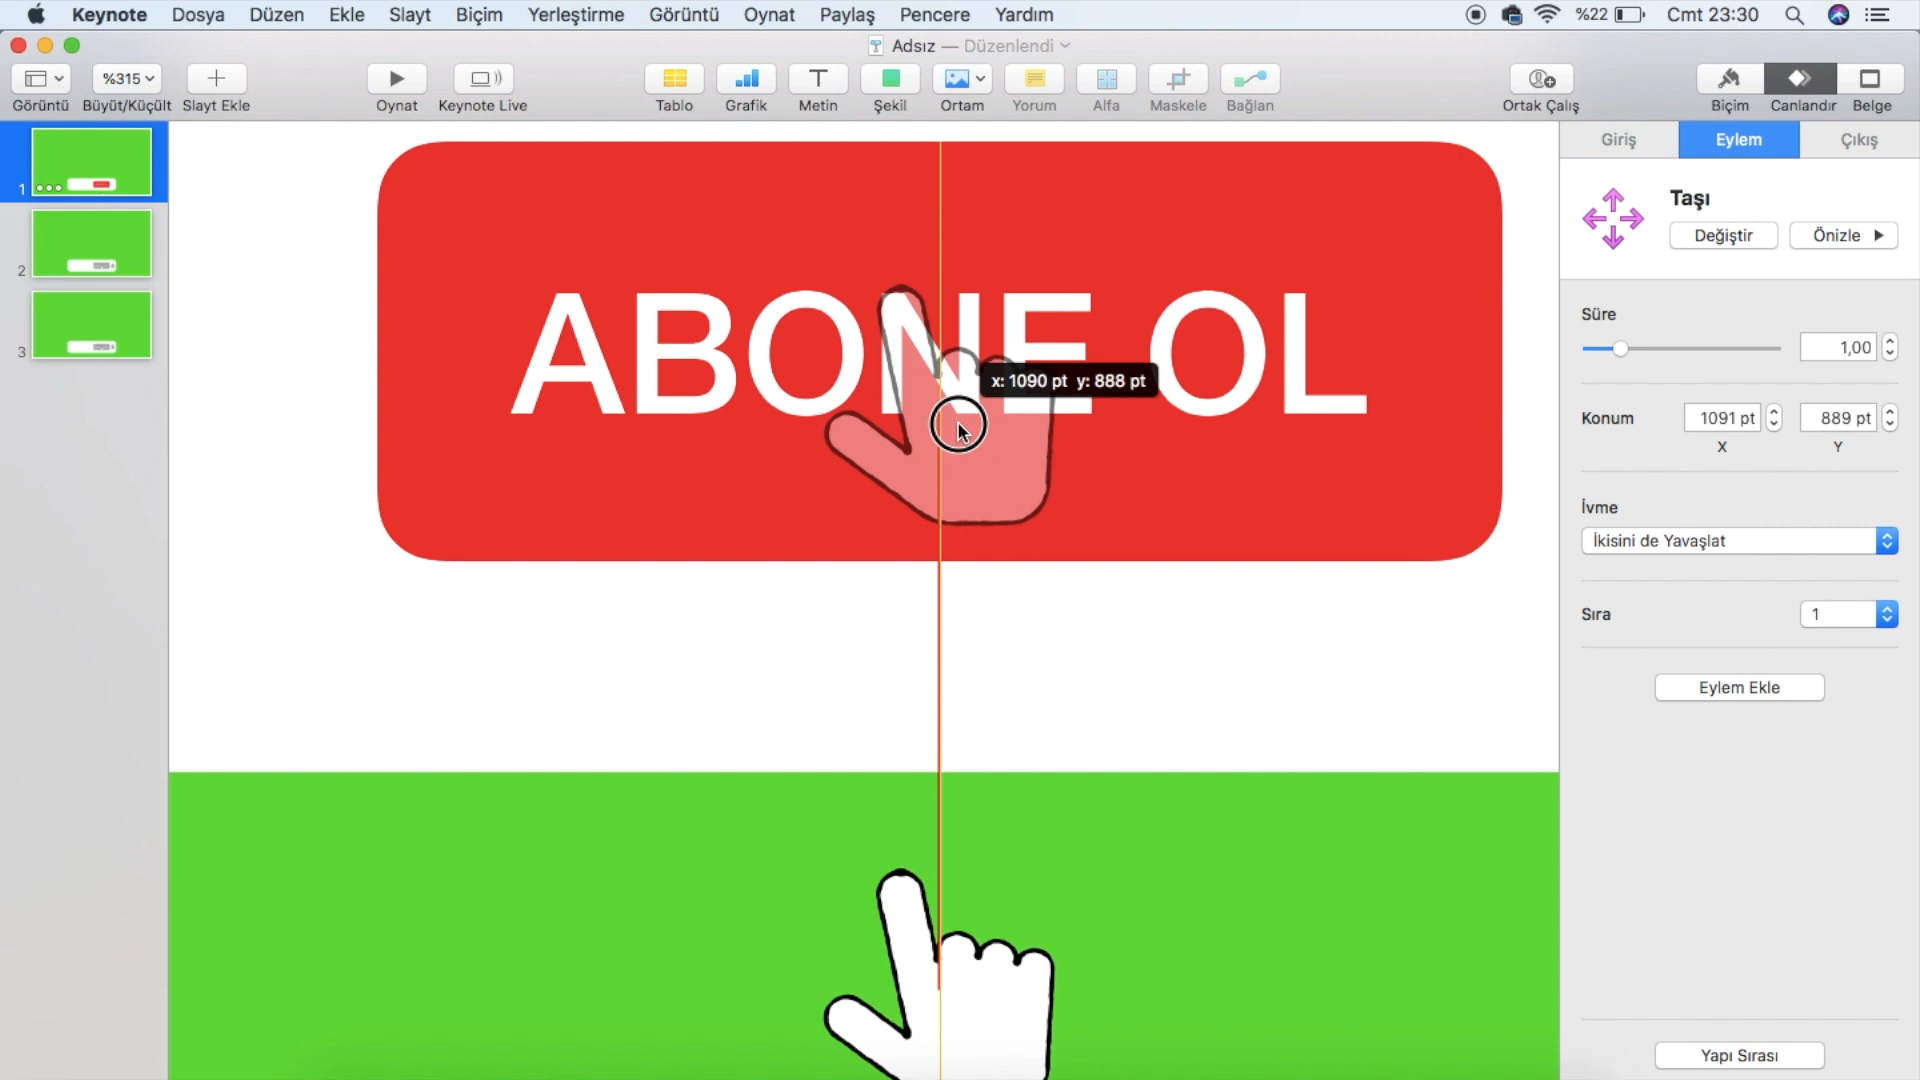 Keynote Dosya Düzen Ekle Slayt Biçim Yerleştirme Görüntü Oynat Paylaş Pencere Yardım %22 Cmt 23:30
Adsız — Düzenlendi
%315
Görüntü Büyüt/Küçült Slayt Ekle Oynat Keynote Live Tablo Grafik Metin Şekil Ortam Yorum Alfa Maskele Bağlan Ortak Çalış Biçim Canlandır Belge
1
2
3
ABONE OL
x: 1090 pt y: 888 pt
Giriş Eylem Çıkış
Taşı
Değiştir Önizle
Süre
1,00
Konum 1091 pt 889 pt
X Y
İvme
İkisini de Yavaşlat
Sıra 1
Eylem Ekle
Yapı Sırası